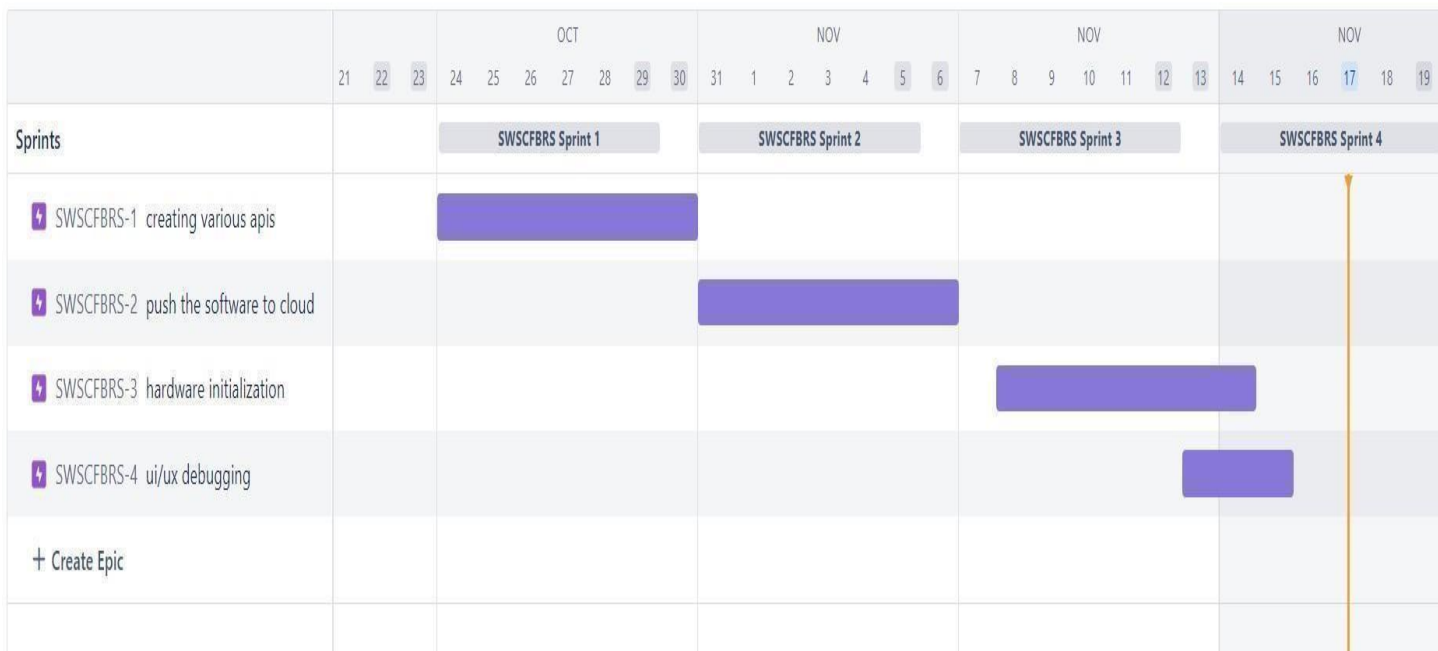 OCT NOV NOV NOV
21 22 23 24 25 26 27 28 29 30 31 1 2 3 4 5 6 7 8 9 10 11 12 13 14 15 16 17 18 19
Sprints SWSCFBRS Sprint 1 SWSCFBRS Sprint 2 SWSCFBRS Sprint 3 SWSCFBRS Sprint 4
SWSCFBRS-1 creating various apis
SWSCFBRS-2 push the software to cloud
SWSCFBRS-3 hardware initialization
SWSCFBRS-4 ui/ux debugging
+ Create Epic